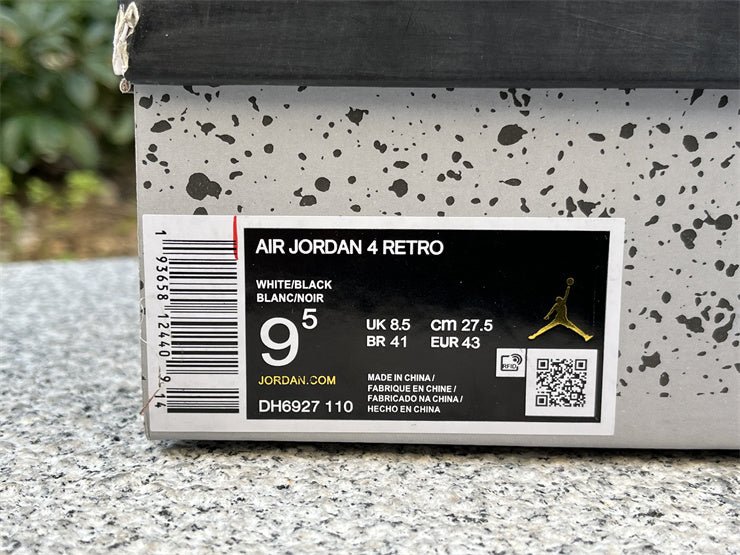 AIR JORDAN 4 RETRO
WHITE/BLACK
BLANC/NOIR
9⁵
UK 8.5 cm 27.5
BR 41 EUR 43
JORDAN.COM
DH6927 110
MADE IN CHINA /
FABRIQUE EN CHINE /
FABRICADO NA CHINA /
HECHO EN CHINA
RFID
1 93658 12440 9 14